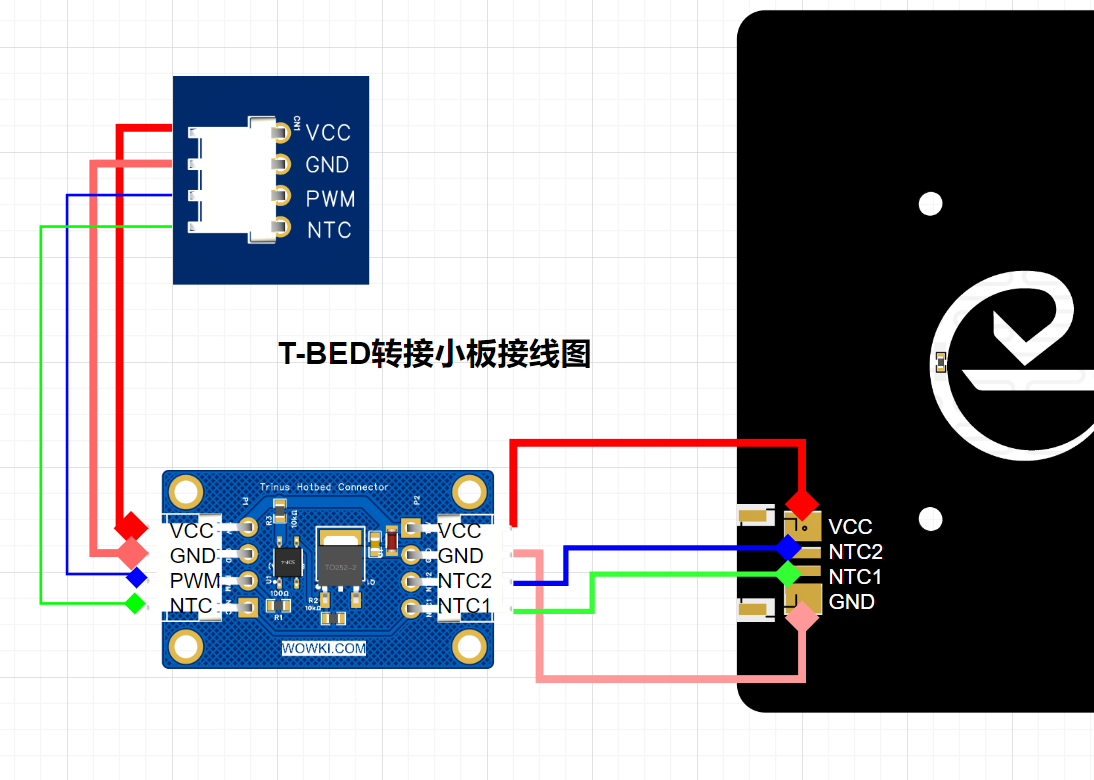 CN1
VCC
GND
PWM
NTC
T-BED转接小板接线图
Trinus Hotbed Connector
P1
P2
R3
10kΩ
VCC
GND
PWM
NTC
U1
100Ω
R1
TO252-2
R2
10kΩ
VCC
GND
NTC2
NTC1
WOWKI.COM
VCC
NTC2
NTC1
GND